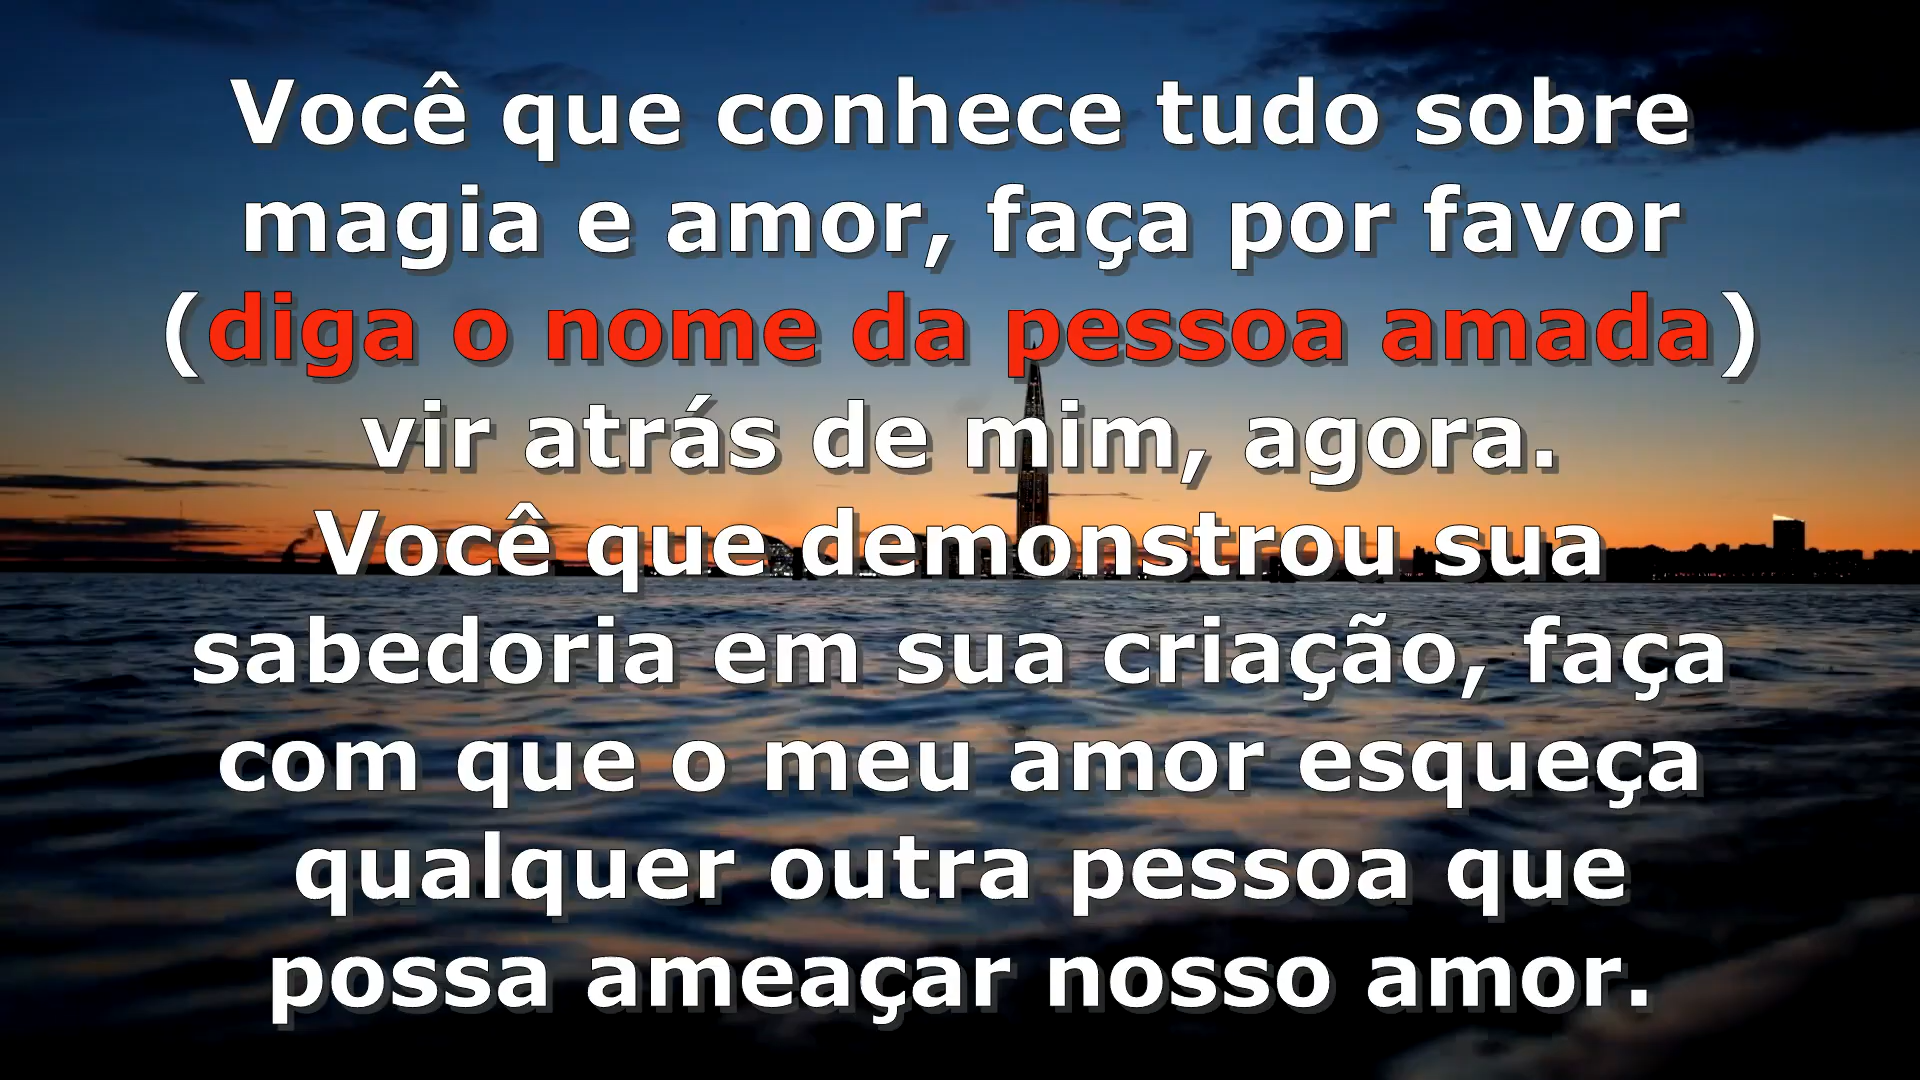 Você que conhece tudo sobre
magia e amor, faça por favor
(diga o nome da pessoa amada)
vir atrás de mim, agora.
Você que demonstrou sua
sabedoria em sua criação, faça
com que o meu amor esqueça
qualquer outra pessoa que
possa ameaçar nosso amor.